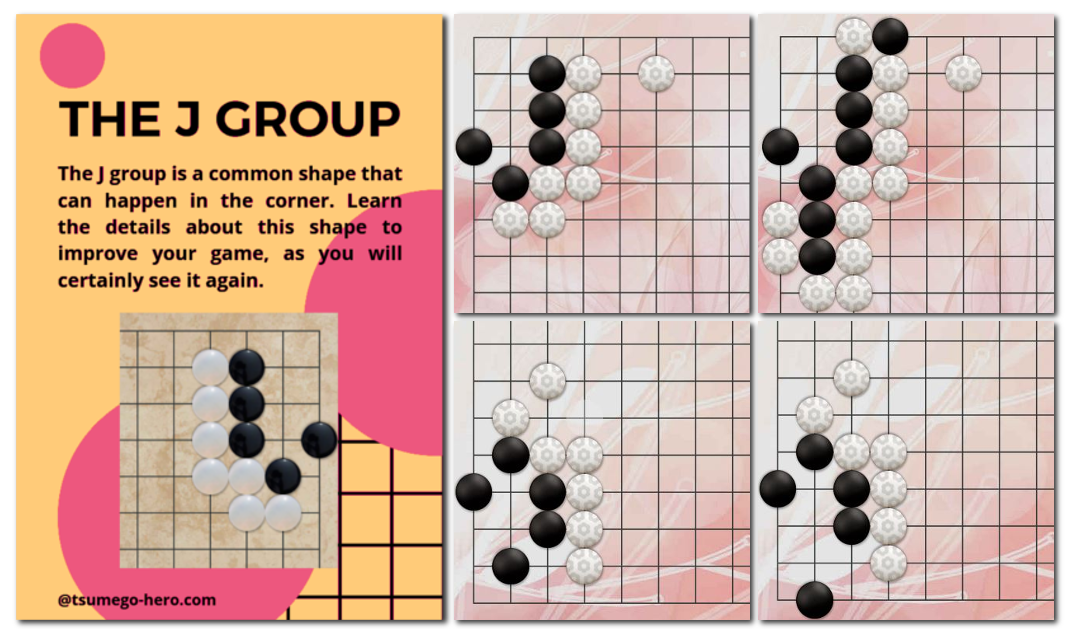 THE J GROUP
The J group is a common shape that
can happen in the corner. Learn
the details about this shape to
improve your game, as you will
certainly see it again.
@tsumego-hero.com